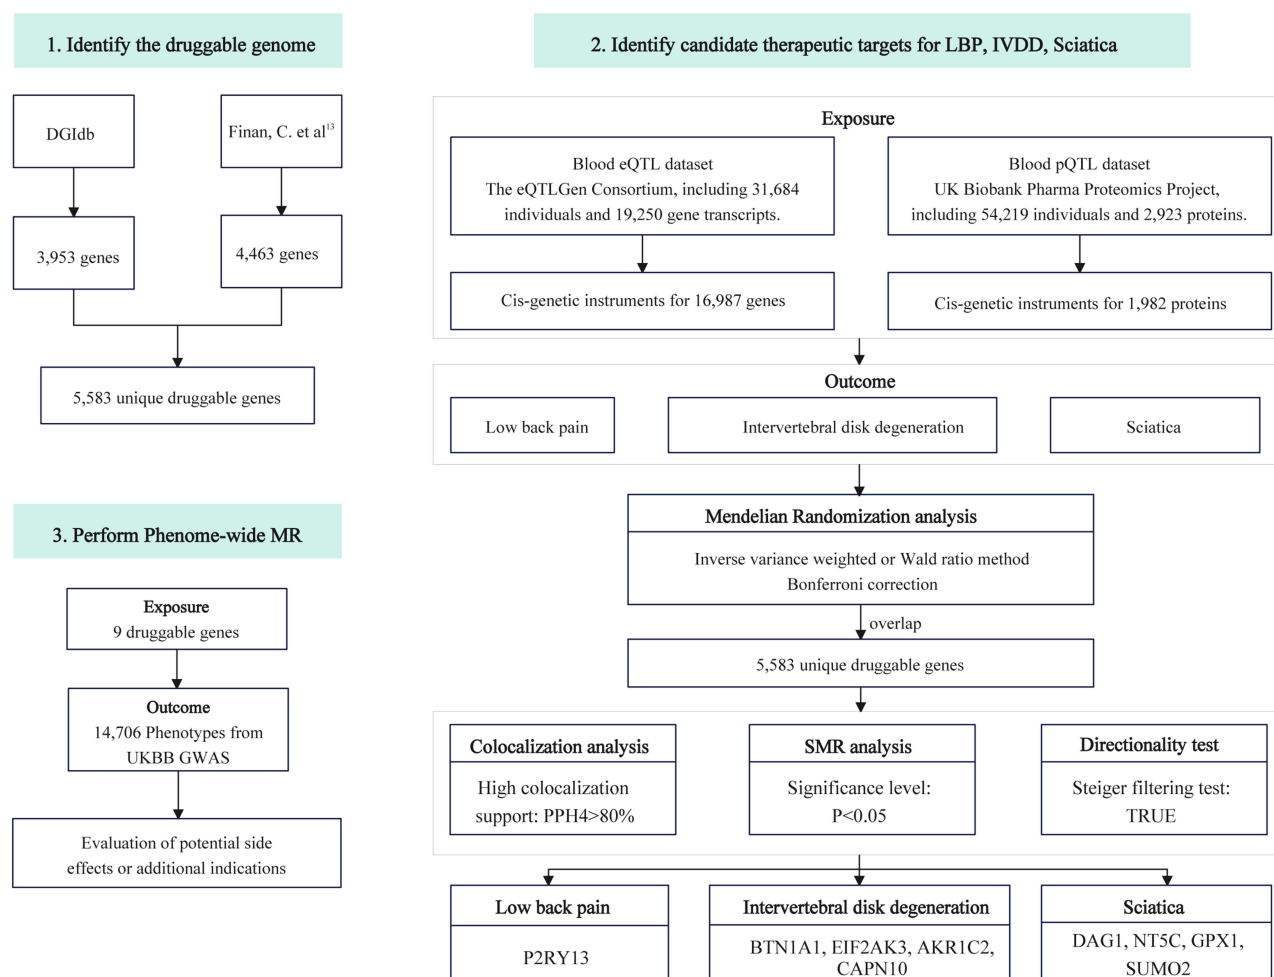 1. Identify the druggable genome
DGIdb
Finan, C. et al13
3,953 genes
4,463 genes
5,583 unique druggable genes
2. Identify candidate therapeutic targets for LBP, IVDD, Sciatica
Exposure
Blood eQTL dataset
The eQTLGen Consortium, including 31,684
individuals and 19,250 gene transcripts.
Blood pQTL dataset
UK Biobank Pharma Proteomics Project,
including 54,219 individuals and 2,923 proteins.
Cis-genetic instruments for 16,987 genes
Cis-genetic instruments for 1,982 proteins
Outcome
Low back pain
Intervertebral disk degeneration
Sciatica
Mendelian Randomization analysis
Inverse variance weighted or Wald ratio method
Bonferroni correction
overlap
5,583 unique druggable genes
Colocalization analysis
High colocalization
support: PPH4>80%
SMR analysis
Significance level:
P<0.05
Directionality test
Steiger filtering test:
TRUE
Low back pain
P2RY13
Intervertebral disk degeneration
BTN1A1, EIF2AK3, AKR1C2,
CAPN10
Sciatica
DAG1, NT5C, GPX1,
SUMO2
3. Perform Phenome-wide MR
Exposure
9 druggable genes
Outcome
14,706 Phenotypes from
UKBB GWAS
Evaluation of potential side
effects or additional indications